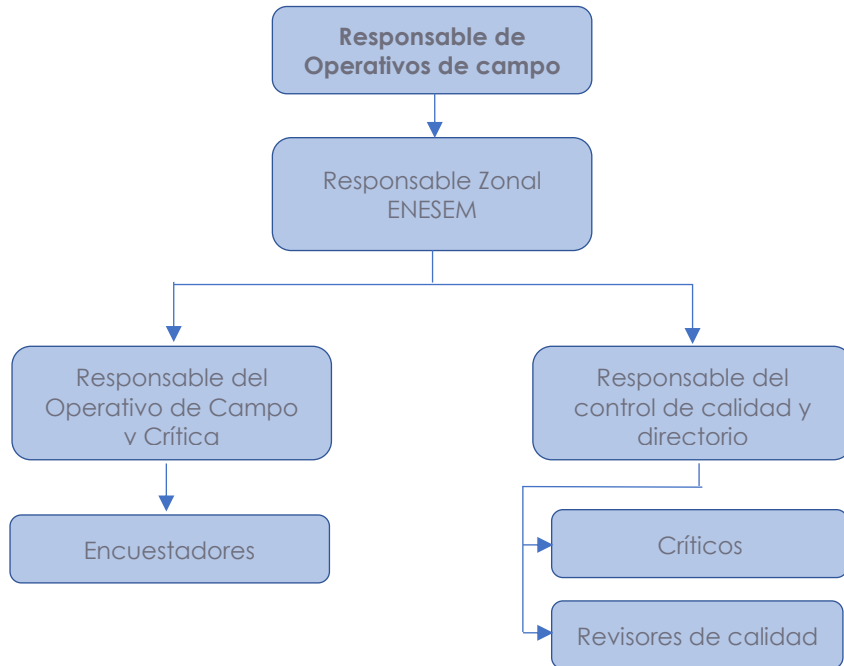 Responsable de
Operativos de campo
Responsable Zonal
ENESEM
Responsable del
Operativo de Campo
y Crítica
Responsable del
control de calidad y
directorio
Encuestadores
Críticos
Revisores de calidad